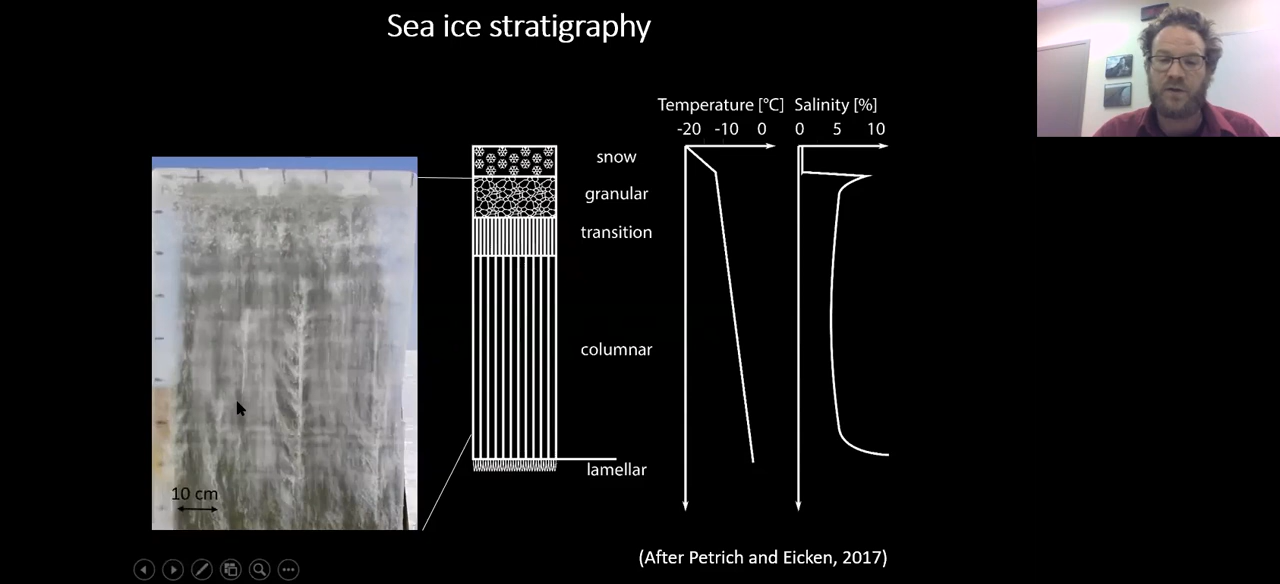 Sea ice stratigraphy
Temperature [°C] Salinity [%]
-20 -10 0 0 5 10
snow
granular
transition
columnar
lamellar
10 cm
(After Petrich and Eicken, 2017)